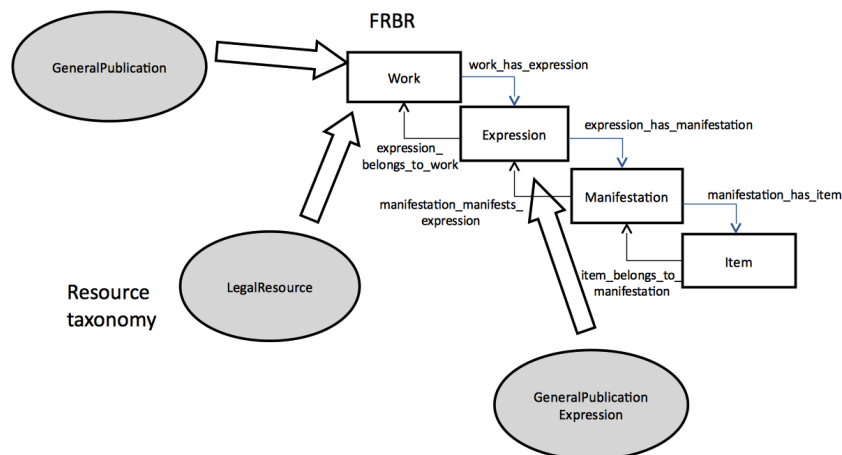 FRBR
GeneralPublication
Work
work_has_expression
Expression
expression_has_manifestation
expression_
belongs_to_work
Manifestation
manifestation_has_item
manifestation_manifests_
expression
Item
item_belongs_to_
manifestation
LegalResource
Resource
taxonomy
GeneralPublication
Expression